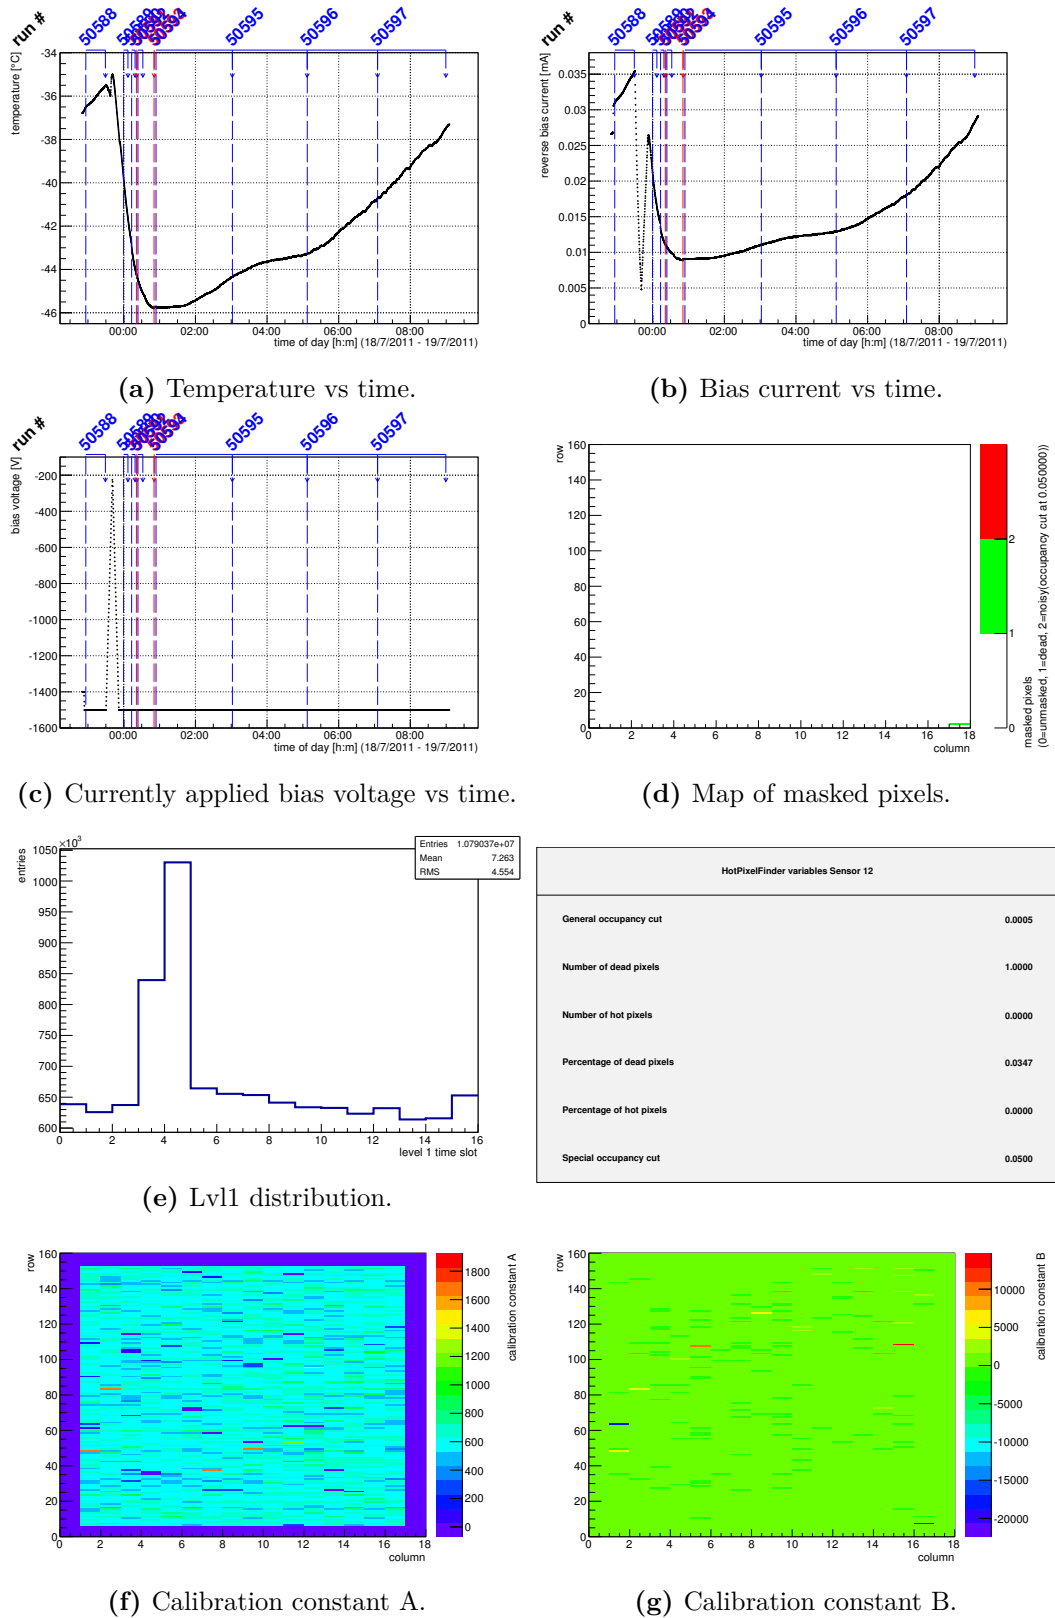 run #
50588
50589
50594
50595
50596
50597
temperature [°C]
-34
-36
-38
-40
-42
-44
-46
00:00 02:00 04:00 06:00 08:00
time of day [h:m] (18/7/2011 - 19/7/2011)
(a) Temperature vs time.
run #
50588
50589
50594
50595
50596
50597
reverse bias current [mA]
0.035
0.03
0.025
0.02
0.015
0.01
0.005
0
00:00 02:00 04:00 06:00 08:00
time of day [h:m] (18/7/2011 - 19/7/2011)
(b) Bias current vs time.
run #
50588
50589
50594
50595
50596
50597
bias voltage [V]
-200
-400
-600
-800
-1000
-1200
-1400
-1600
00:00 02:00 04:00 06:00 08:00
time of day [h:m] (18/7/2011 - 19/7/2011)
(c) Currently applied bias voltage vs time.
row
160
140
120
100
80
60
40
20
0
0 2 4 6 8 10 12 14 16 18
column
2
1
0
masked pixels
(0=unmasked, 1=dead, 2=noisy(occupancy cut at 0.050000))
(d) Map of masked pixels.
×10³
entries
1050
1000
950
900
850
800
750
700
650
600
0 2 4 6 8 10 12 14 16
level 1 time slot
Entries 1.079037e+07
Mean 7.263
RMS 4.554
(e) Lvl1 distribution.
HotPixelFinder variables Sensor 12
General occupancy cut 0.0005
Number of dead pixels 1.0000
Number of hot pixels 0.0000
Percentage of dead pixels 0.0347
Percentage of hot pixels 0.0000
Special occupancy cut 0.0500
row
160
140
120
100
80
60
40
20
0
0 2 4 6 8 10 12 14 16 18
column
1800
1600
1400
1200
1000
800
600
400
200
0
calibration constant A
(f) Calibration constant A.
row
160
140
120
100
80
60
40
20
0
0 2 4 6 8 10 12 14 16 18
column
10000
5000
0
-5000
-10000
-15000
-20000
calibration constant B
(g) Calibration constant B.